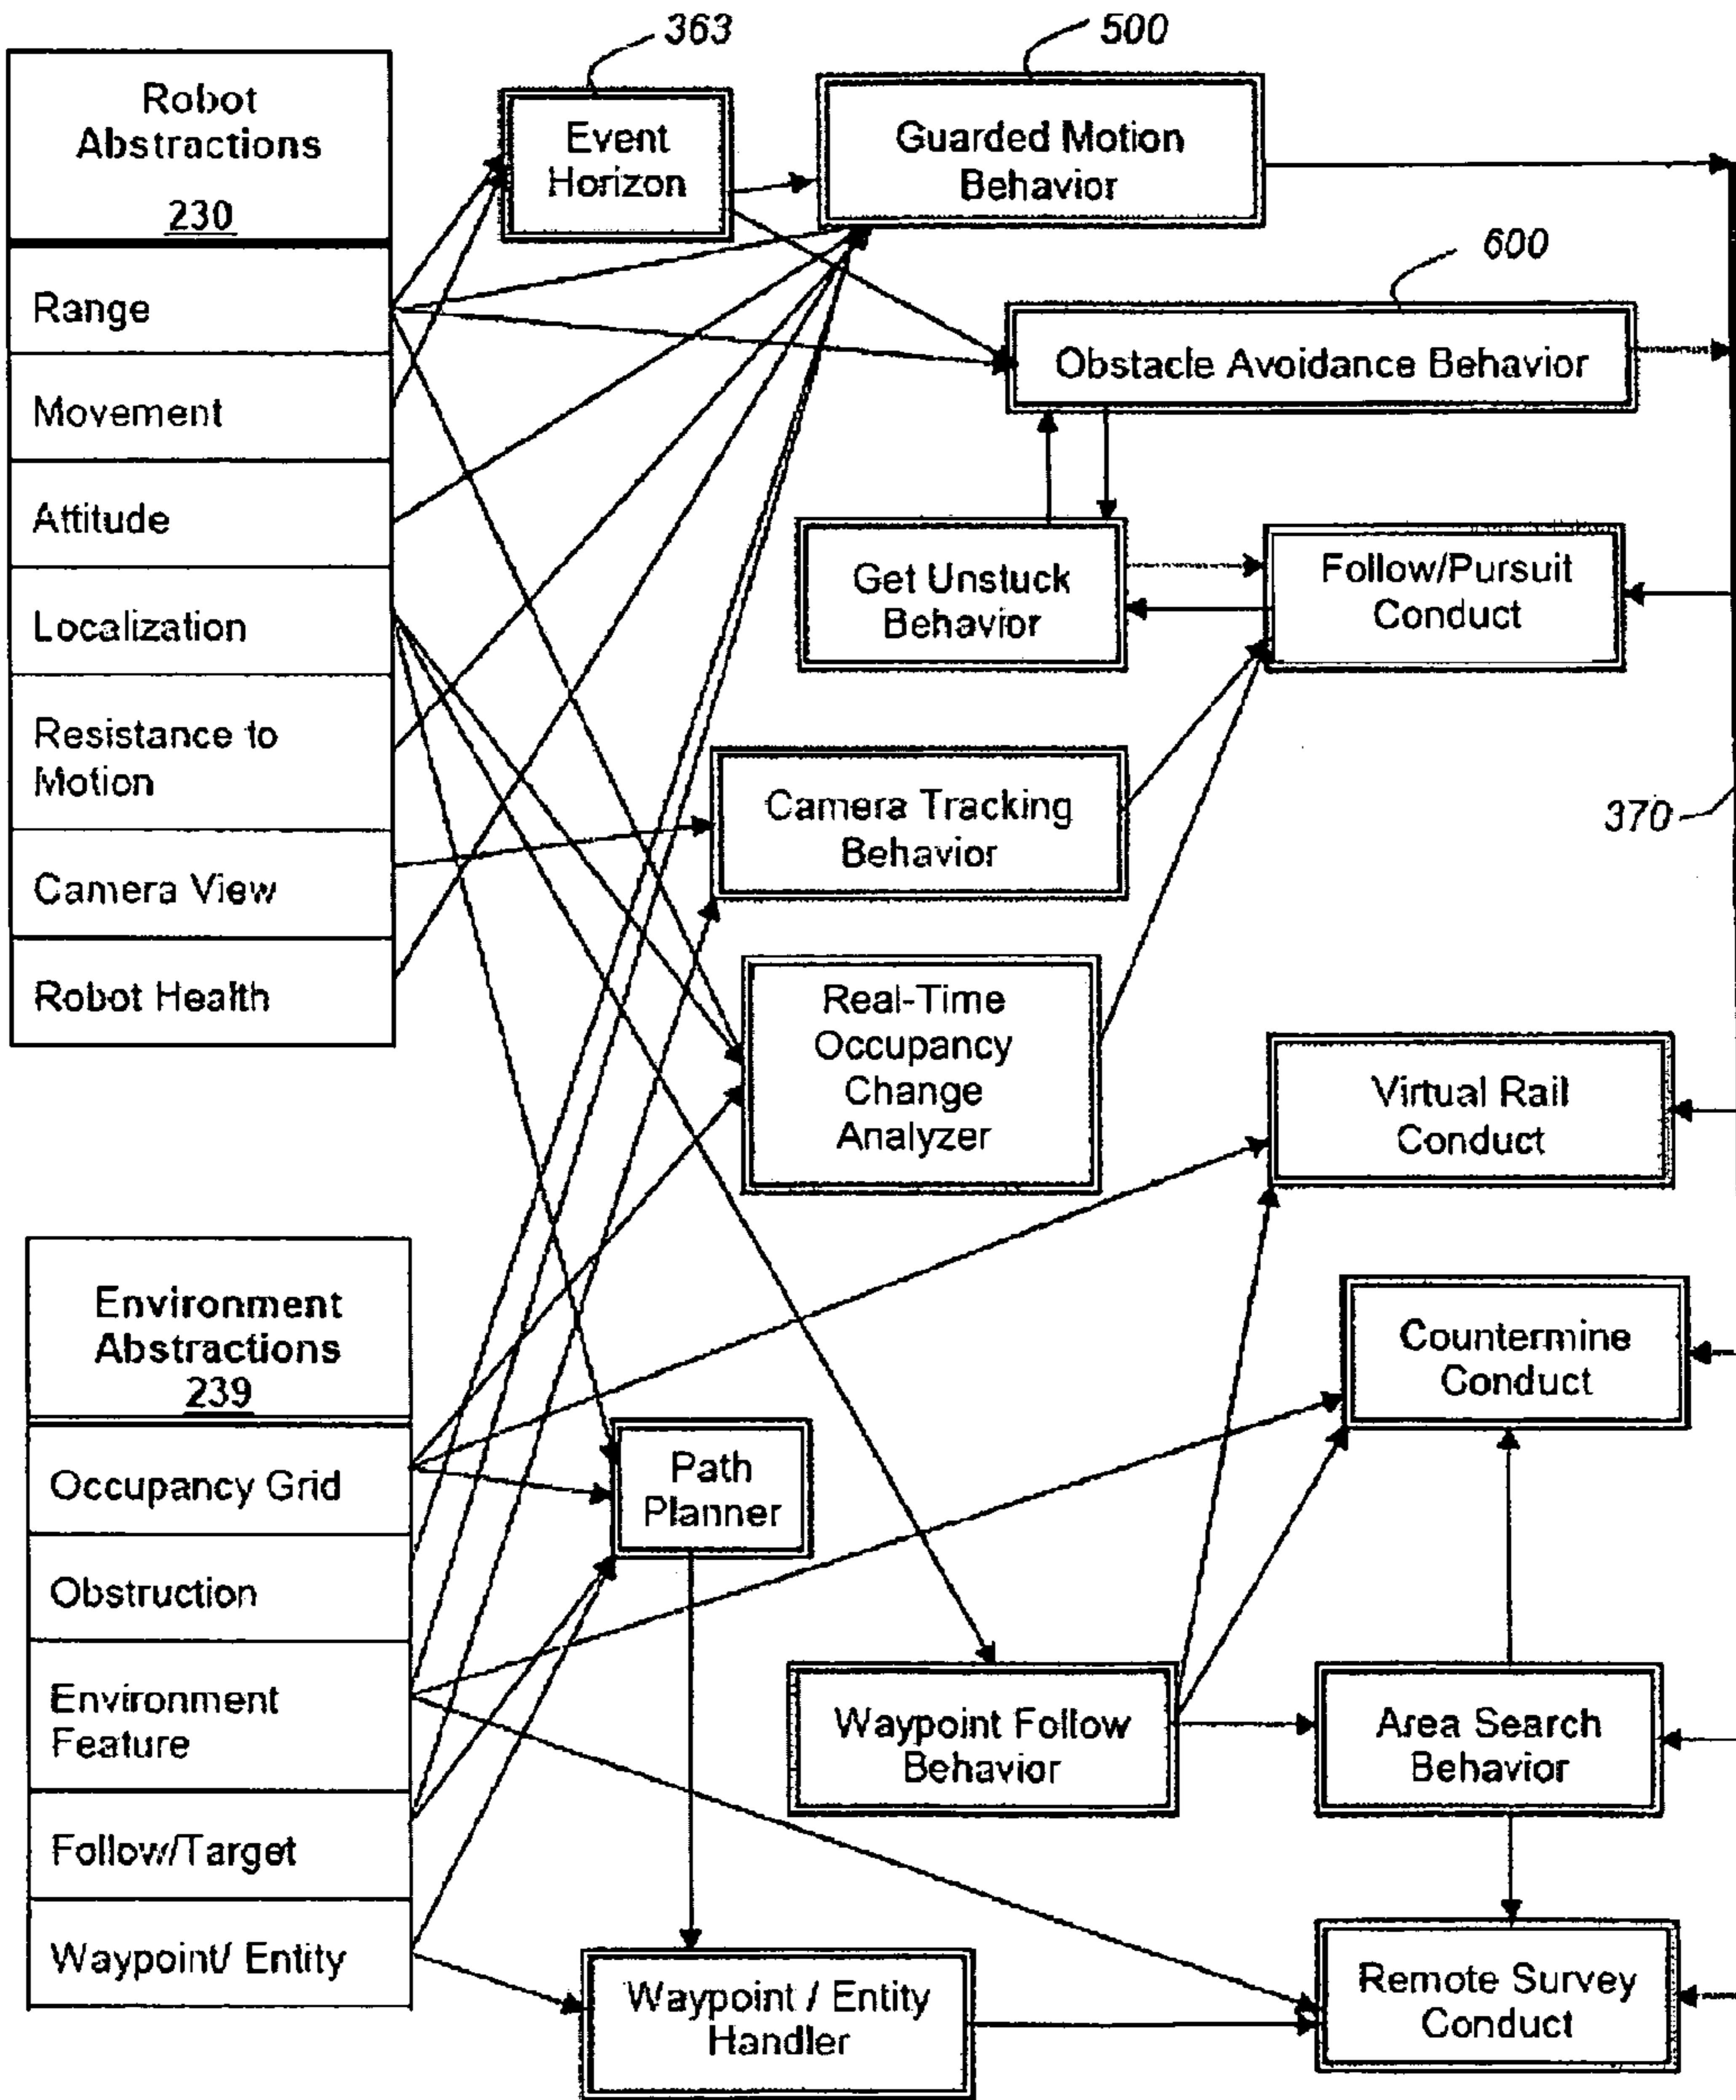 363
500
Robot
Abstractions
230
Event
Horizon
Guarded Motion
Behavior
600
Range
Obstacle Avoidance Behavior
Movement
Attitude
Get Unstuck
Behavior
Follow/Pursuit
Conduct
Localization
Resistance to
Motion
Camera Tracking
Behavior
370
Camera View
Robot Health
Real-Time
Occupancy
Change
Analyzer
Virtual Rail
Conduct
Environment
Abstractions
239
Countermine
Conduct
Occupancy Grid
Path
Planner
Obstruction
Environment
Feature
Waypoint Follow
Behavior
Area Search
Behavior
Follow/Target
Waypoint/ Entity
Waypoint / Entity
Handler
Remote Survey
Conduct